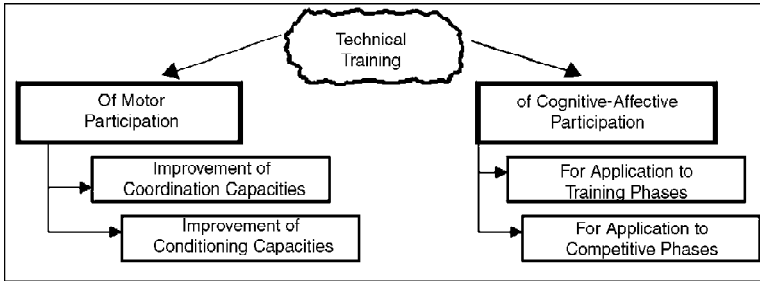 Technical
Training
Of Motor
Participation
of Cognitive-Affective
Participation
Improvement of
Coordination Capacities
For Application to
Training Phases
Improvement of
Conditioning Capacities
For Application to
Competitive Phases